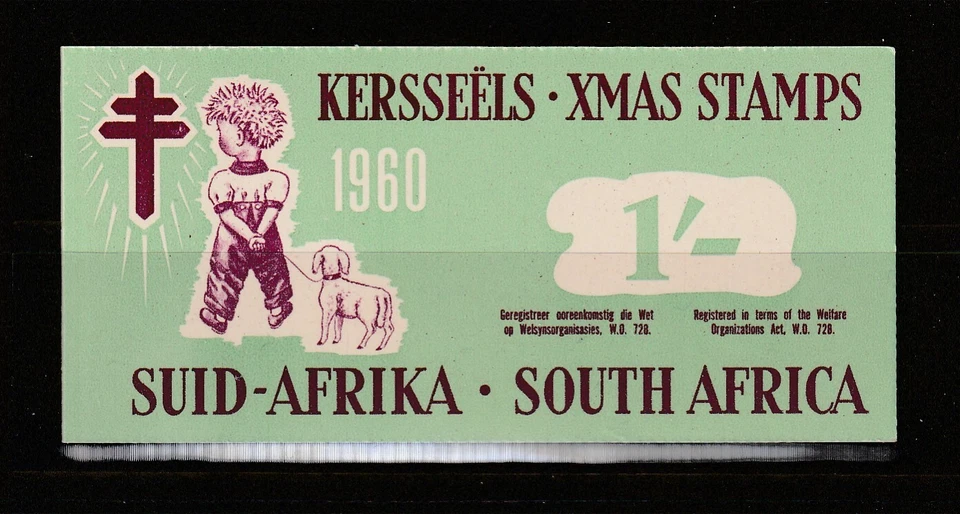 KERSSEËLS · XMAS STAMPS
1960
1/-
Geregistreer ooreenkomstig die Wet
op Welsynsorganisasies, W.O. 728.
Registered in terms of the Welfare
Organizations Act, W.O. 728.
SUID-AFRIKA · SOUTH AFRICA